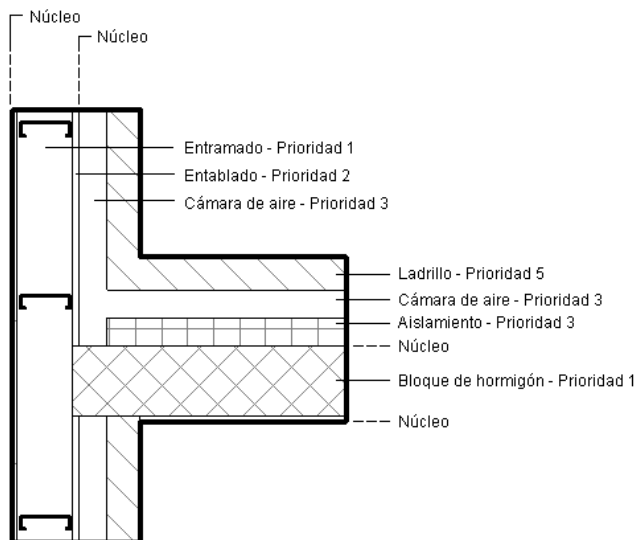 Núcleo
Núcleo
Entramado - Prioridad 1
Entablado - Prioridad 2
Cámara de aire - Prioridad 3
Ladrillo - Prioridad 5
Cámara de aire - Prioridad 3
Aislamiento - Prioridad 3
Núcleo
Bloque de hormigón - Prioridad 1
Núcleo